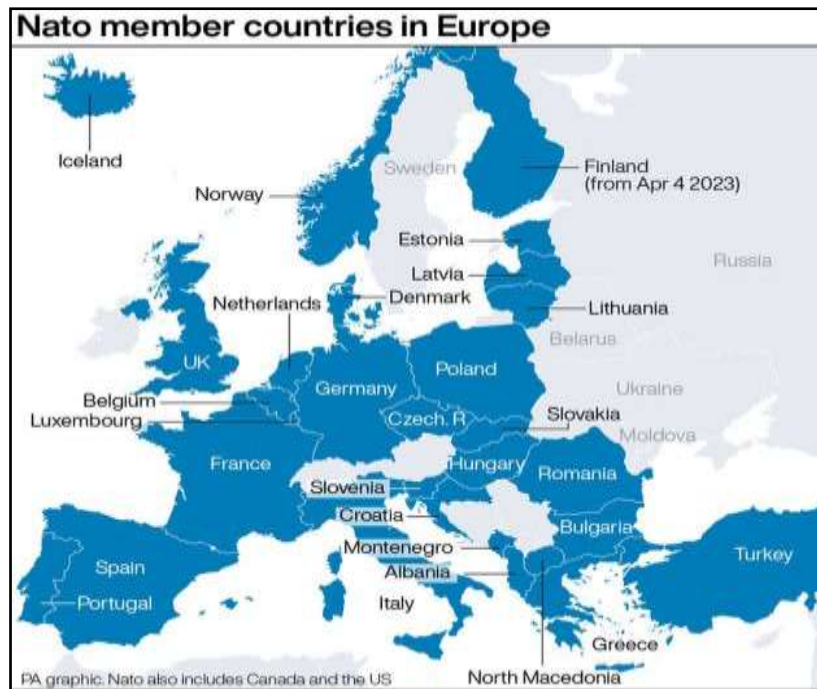 Nato member countries in Europe
Iceland
Sweden
Finland
(from Apr 4 2023)
Norway
Estonia
Russia
Latvia
Netherlands
Denmark
Lithuania
Belarus
UK
Poland
Germany
Ukraine
Belgium
Slovakia
Luxembourg
Czech. R
Moldova
France
Hungary
Romania
Slovenia
Croatia
Bulgaria
Montenegro
Turkey
Spain
Albania
Portugal
Italy
Greece
North Macedonia
PA graphic. Nato also includes Canada and the US